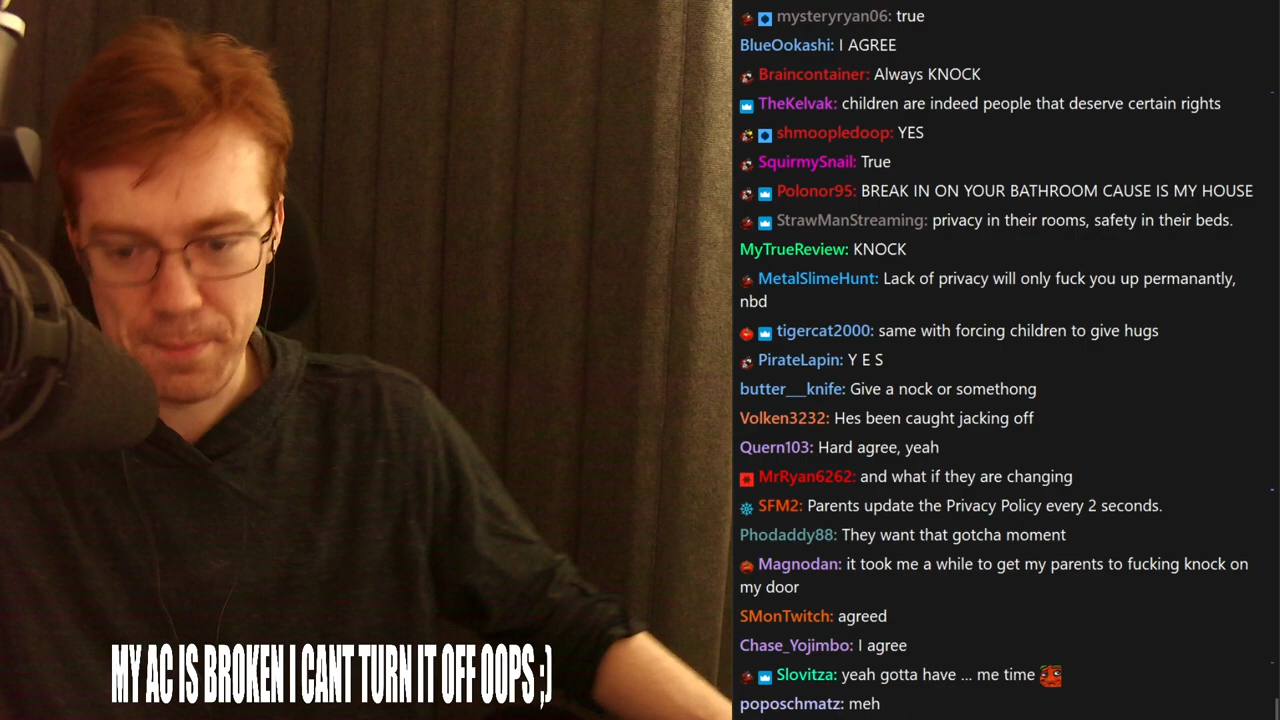 mysteryryan06: true
BlueOokashi: I AGREE
Braincontainer: Always KNOCK
TheKelvak: children are indeed people that deserve certain rights
shmoopledoop: YES
SquirmySnail: True
Polonor95: BREAK IN ON YOUR BATHROOM CAUSE IS MY HOUSE
StrawManStreaming: privacy in their rooms, safety in their beds.
MyTrueReview: KNOCK
MetalSlimeHunt: Lack of privacy will only fuck you up permanantly,
nbd
tigercat2000: same with forcing children to give hugs
PirateLapin: Y E S
butter___knife: Give a nock or somethong
Volken3232: Hes been caught jacking off
Quern103: Hard agree, yeah
MrRyan6262: and what if they are changing
SFM2: Parents update the Privacy Policy every 2 seconds.
Phodaddy88: They want that gotcha moment
Magnodan: it took me a while to get my parents to fucking knock on
my door
SMonTwitch: agreed
Chase_Yojimbo: I agree
Slovitza: yeah gotta have ... me time
poposchmatz: meh
MY AC IS BROKEN I CANT TURN IT OFF OOPS ;)